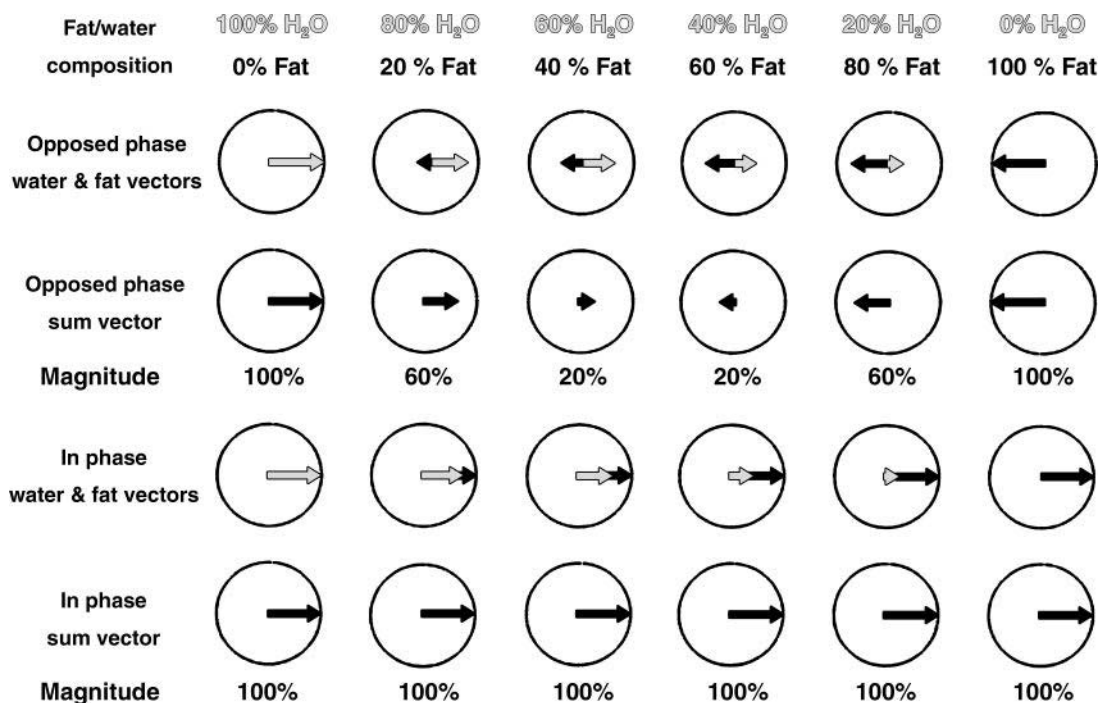 Fat/water 100% H₂O 80% H₂O 60% H₂O 40% H₂O 20% H₂O 0% H₂O
composition 0% Fat 20 % Fat 40 % Fat 60 % Fat 80 % Fat 100 % Fat
Opposed phase
water & fat vectors
Opposed phase
sum vector
Magnitude 100% 60% 20% 20% 60% 100%
In phase
water & fat vectors
In phase
sum vector
Magnitude 100% 100% 100% 100% 100% 100%